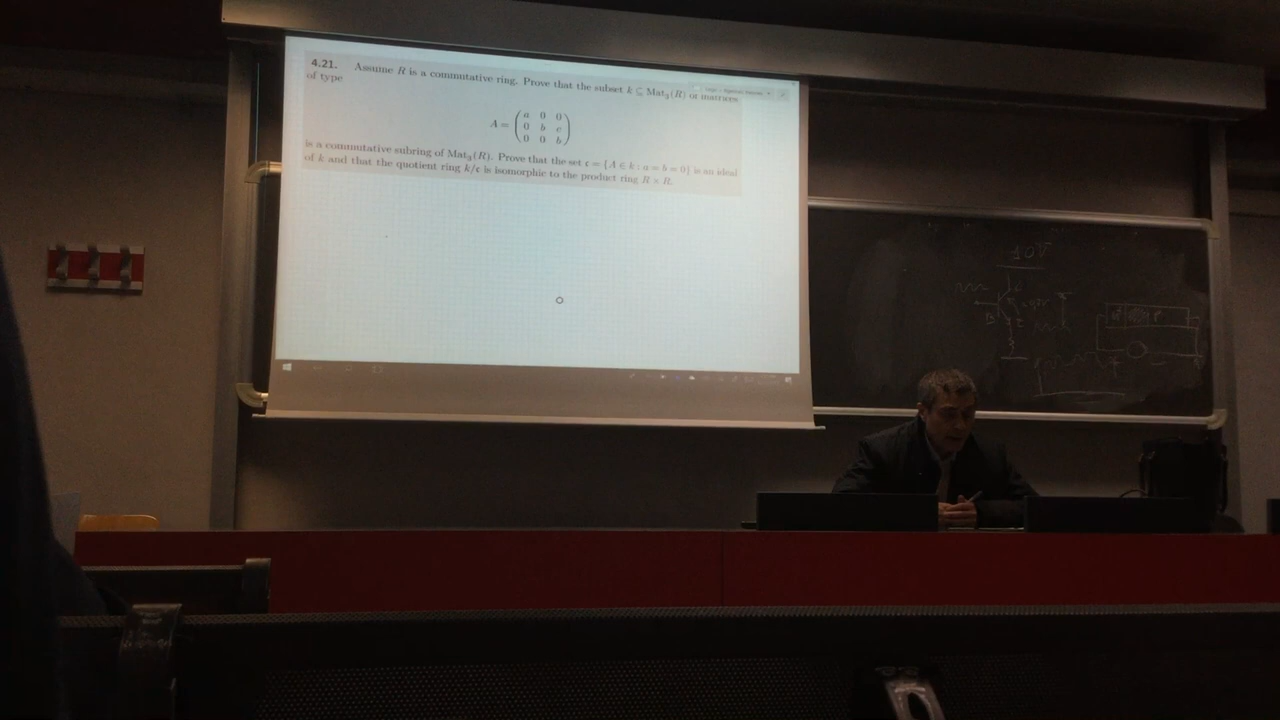 4.21. Assume R is a commutative ring. Prove that the subset k ⊆ Mat₃(R) of matrices
of type
A = ( a 0 0
0 b c
0 0 b )
is a commutative subring of Mat₃(R). Prove that the set 𝔠 = {A ∈ k : a = b = 0} is an ideal
of k and that the quotient ring k/𝔠 is isomorphic to the product ring R × R.
10V
B